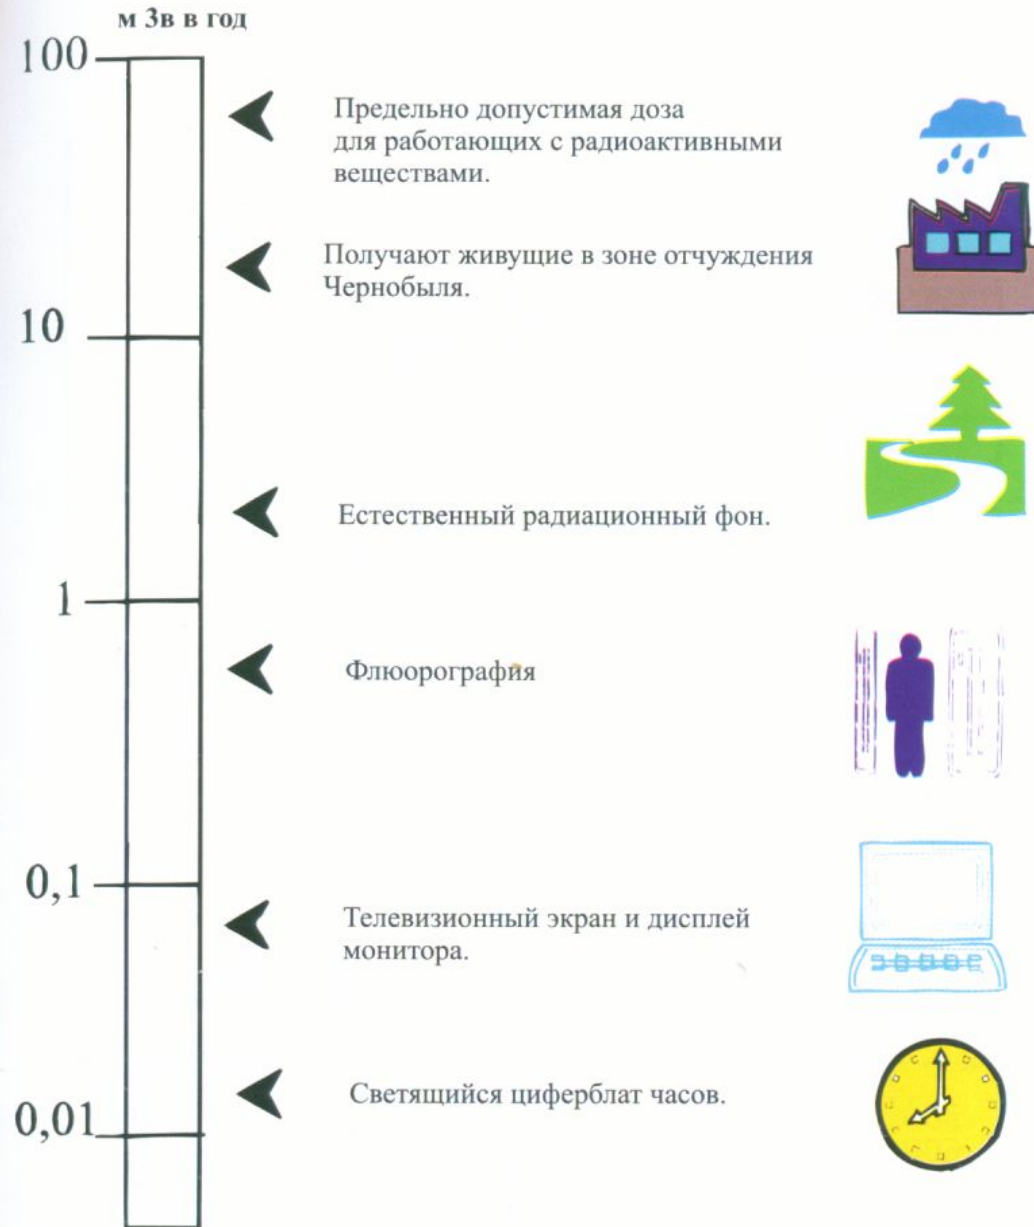 м Зв в год
100
Предельно допустимая доза
для работающих с радиоактивными
веществами.
Получают живущие в зоне отчуждения
Чернобыля.
10
Естественный радиационный фон.
1
Флюорография
0,1
Телевизионный экран и дисплей
монитора.
Светящийся циферблат часов.
0,01